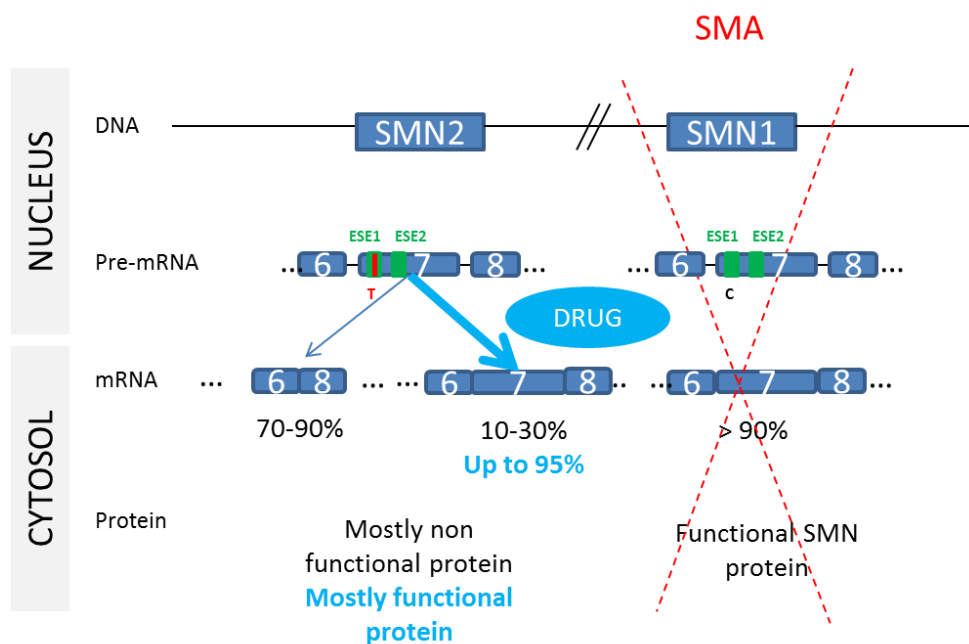 SMA
NUCLEUS
DNA
SMN2
SMN1
ESE1 ESE2
ESE1 ESE2
Pre-mRNA
...6 7 8...
... 6 7 8...
T
C
DRUG
CYTOSOL
mRNA
... 6 8 ...
... 6 7 8 ..
... 6 7 8 ...
70-90%
10-30%
> 90%
Up to 95%
Protein
Mostly non
functional protein
Mostly functional
protein
Functional SMN
protein